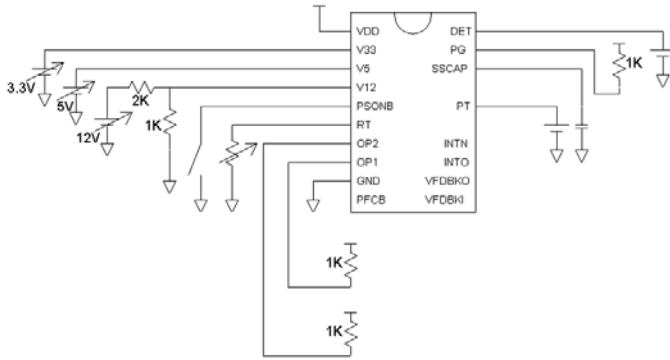 VDD DET
V33 PG
1K
V5 SSCAP
3.3V
V12
2K
5V
PSONB PT
1K
12V
RT
OP2 INTN
OP1 INTO
GND VFDBKO
PFCB VFDBKI
1K
1K